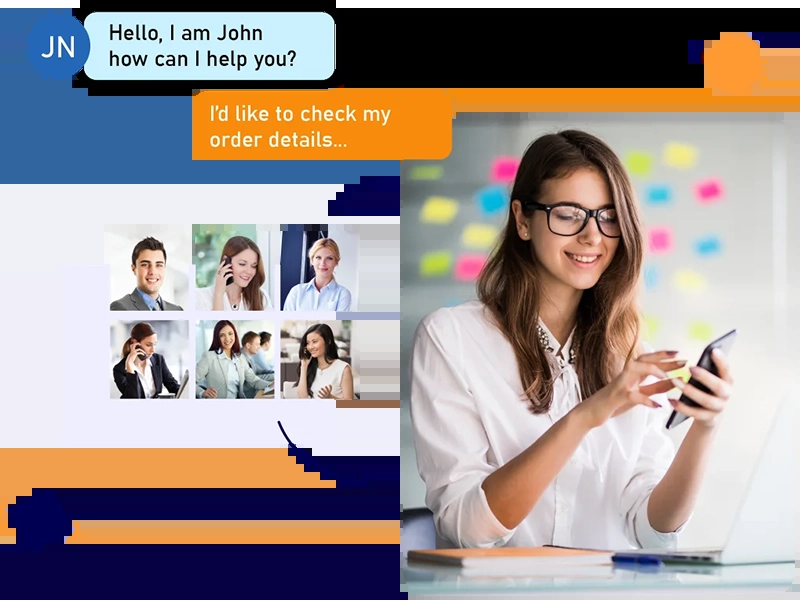 JN
Hello, I am John
how can I help you?
I'd like to check my
order details...